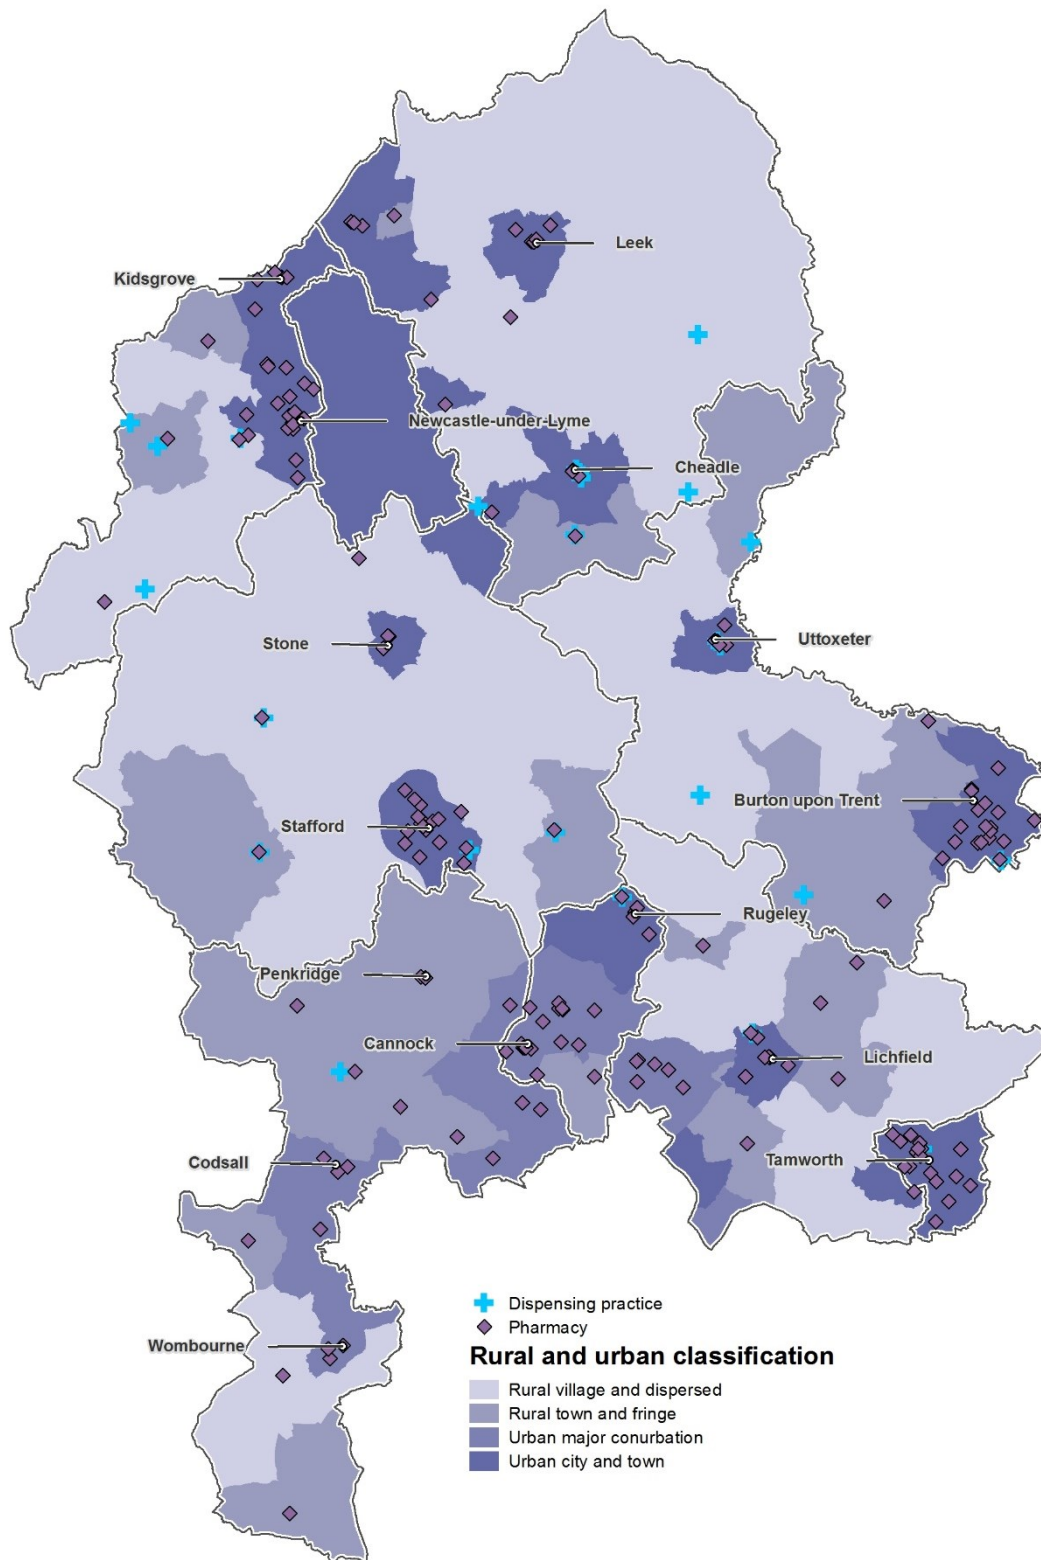 Leek
Kidsgrove
Newcastle-under-Lyme
Cheadle
Stone
Uttoxeter
Burton upon Trent
Stafford
Rugeley
Penkridge
Cannock
Lichfield
Codsall
Tamworth
Dispensing practice
Pharmacy
Wombourne
Rural and urban classification
Rural village and dispersed
Rural town and fringe
Urban major conurbation
Urban city and town